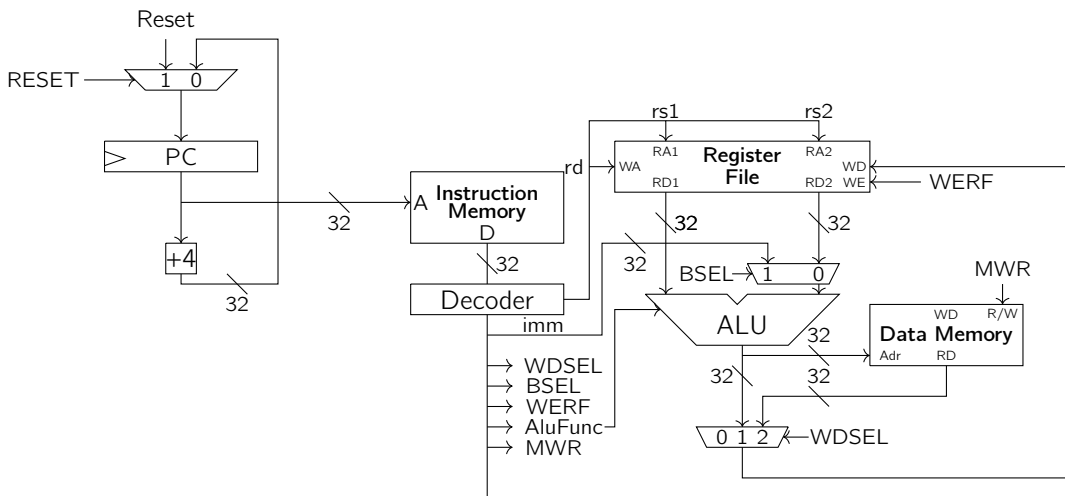 Reset
RESET
1 0
PC
+4
32
32
A
Instruction
Memory
D
32
Decoder
imm
WDSEL
BSEL
WERF
AluFunc
MWR
rs1
rs2
rd
RA1
RA2
WA
Register
File
WD
RD1
RD2
WE
WERF
32
32
32
BSEL
1 0
ALU
MWR
WD
R/W
Data Memory
Adr
RD
32
32
32
0 1 2
WDSEL